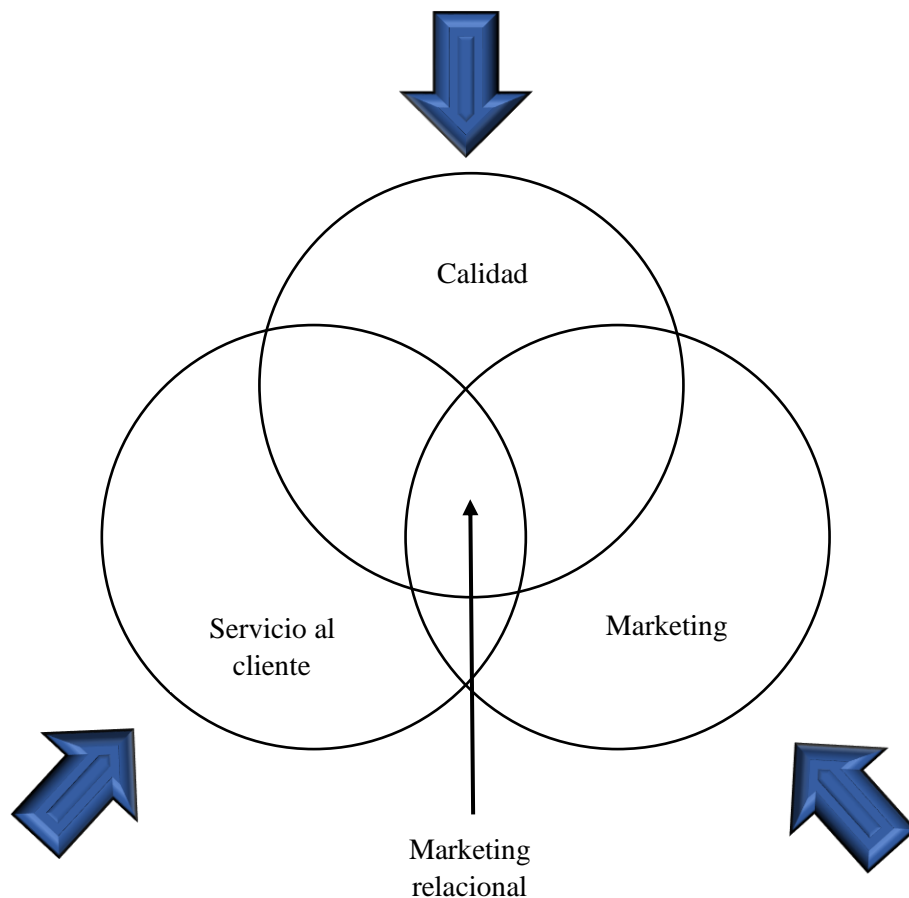 Calidad
Servicio al
cliente
Marketing
Marketing
relacional